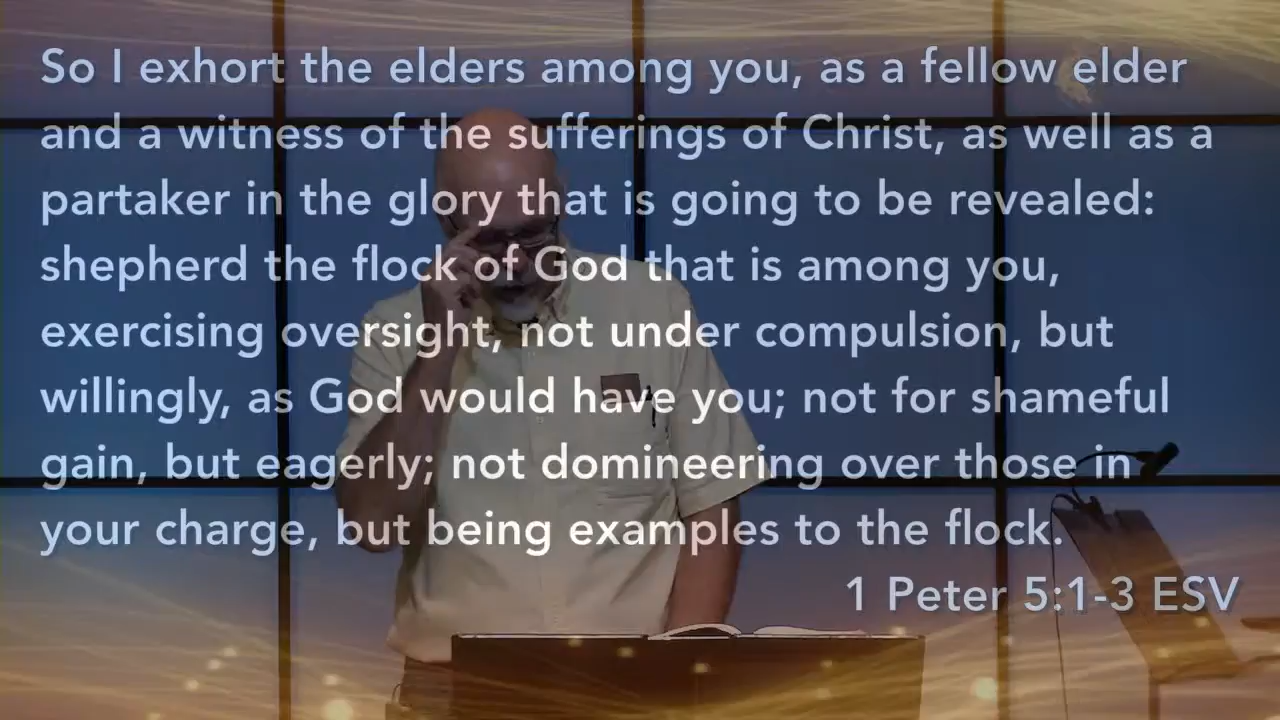 So I exhort the elders among you, as a fellow elder
and a witness of the sufferings of Christ, as well as a
partaker in the glory that is going to be revealed:
shepherd the flock of God that is among you,
exercising oversight, not under compulsion, but
willingly, as God would have you; not for shameful
gain, but eagerly; not domineering over those in
your charge, but being examples to the flock.
1 Peter 5:1-3 ESV